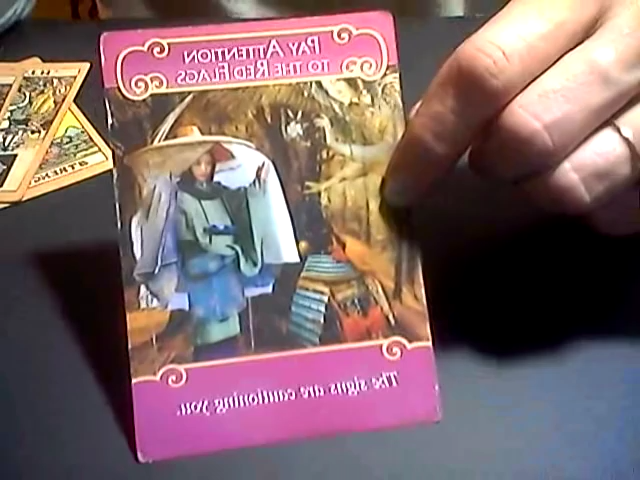 PAY ATTENTION
TO THE RED FLAGS
The signs are cautioning you.